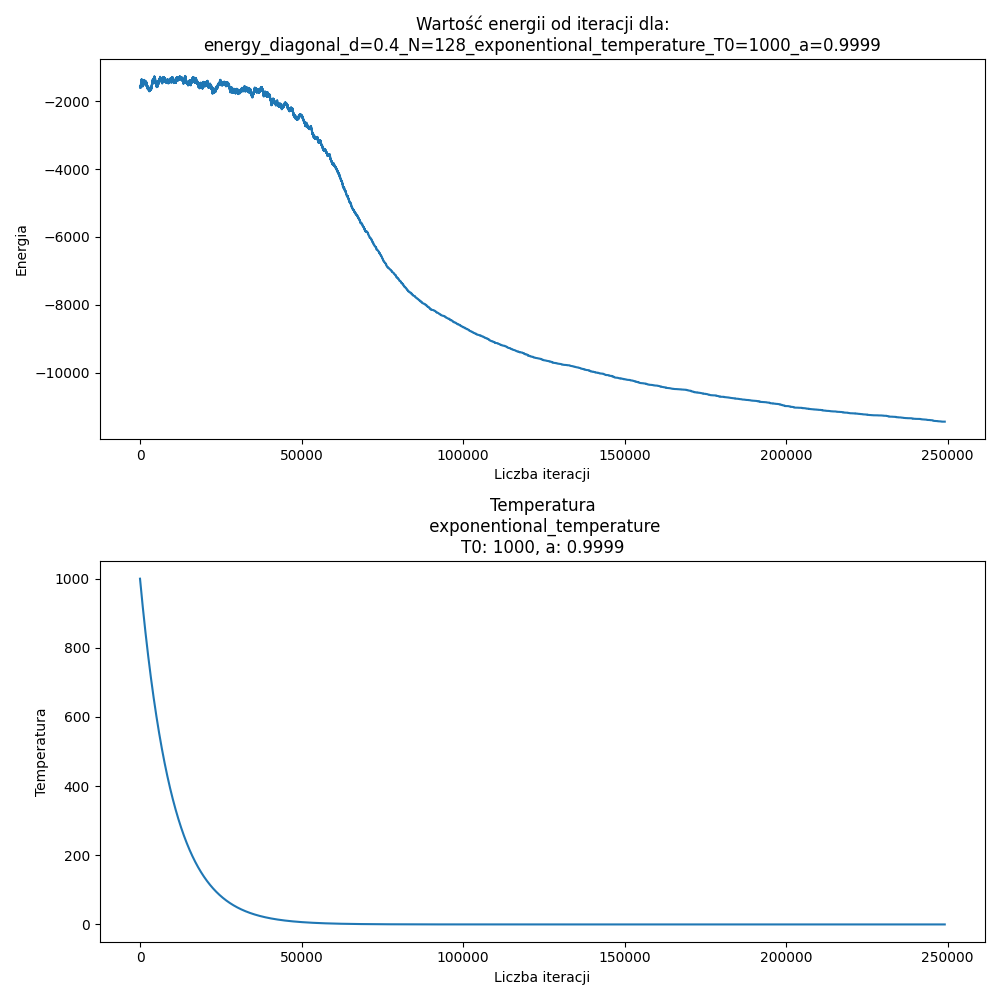 Wartość energii od iteracji dla:
energy_diagonal_d=0.4_N=128_exponentional_temperature_T0=1000_a=0.9999
−2000
−4000
−6000
−8000
−10000
Energia
0
50000
100000
150000
200000
250000
Liczba iteracji
Temperatura
exponentional_temperature
T0: 1000, a: 0.9999
1000
800
600
400
200
0
Temperatura
0
50000
100000
150000
200000
250000
Liczba iteracji